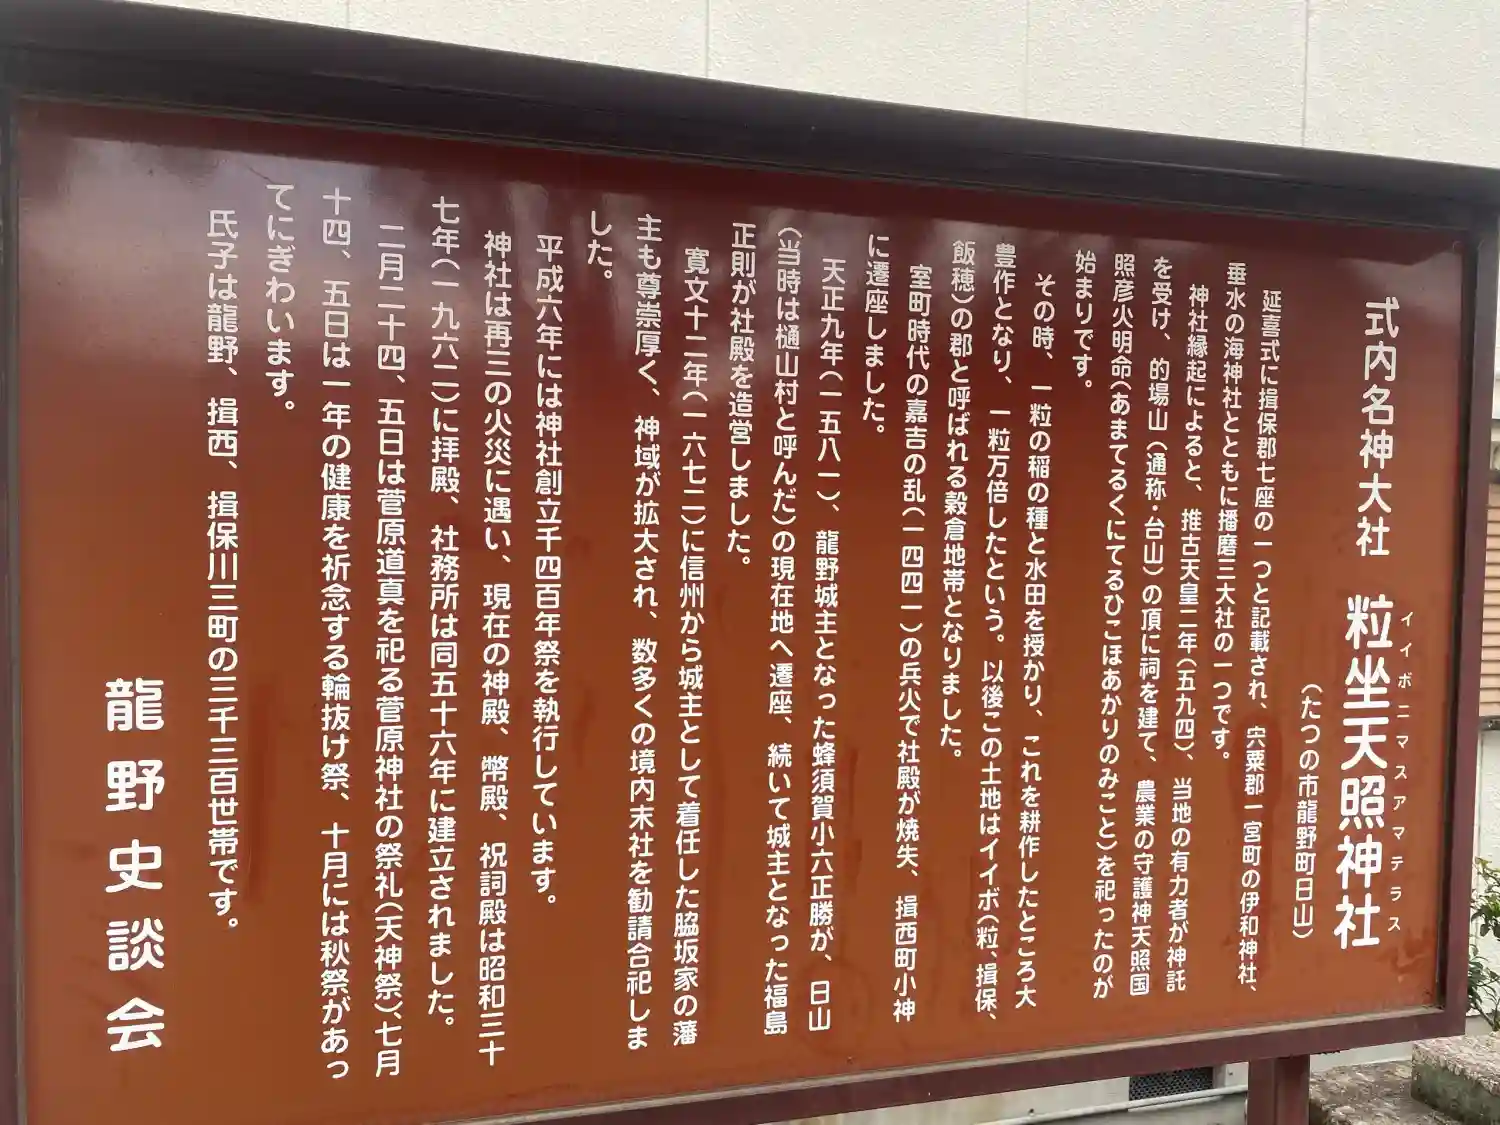 式内名神大社 粒坐天照神社
イイボニマスアマテラス
(たつの市龍野町日山)
延喜式に揖保郡七座の一つと記載され、宍粟郡一宮町の伊和神社、
垂水の海神社とともに播磨三大社の一つです。
神社縁起によると、推古天皇二年(五九四)、当地の有力者が神託
を受け、的場山(通称・台山)の頂に祠を建て、農業の守護神天照国
照彦火明命(あまてるくにてるひこほあかりのみこと)を祀ったのが
始まりです。
その時、一粒の稲の種と水田を授かり、これを耕作したところ大
豊作となり、一粒万倍したという。以後この土地はイイボ(粒、揖保、
飯穂)の郡と呼ばれる穀倉地帯となりました。
室町時代の嘉吉の乱(一四四一)の兵火で社殿が焼失、揖西町小神
に遷座しました。
天正九年(一五八一)、龍野城主となった蜂須賀小六正勝が、日山
(当時は樋山村と呼んだ)の現在地へ遷座、続いて城主となった福島
正則が社殿を造営しました。
寛文十二年(一六七二)に信州から城主として着任した脇坂家の藩
主も尊崇厚く、神域が拡大され、数多くの境内末社を勧請合祀しま
した。
平成六年には神社創立千四百年祭を執行しています。
神社は再三の火災に遇い、現在の神殿、幣殿、祝詞殿は昭和三十
七年(一九六二)に拝殿、社務所は同五十六年に建立されました。
二月二十四、五日は菅原道真を祀る菅原神社の祭礼(天神祭)、七月
十四、五日は一年の健康を祈念する輪抜け祭、十月には秋祭があっ
てにぎわいます。
氏子は龍野、揖西、揖保川三町の三千三百世帯です。
龍野史談会